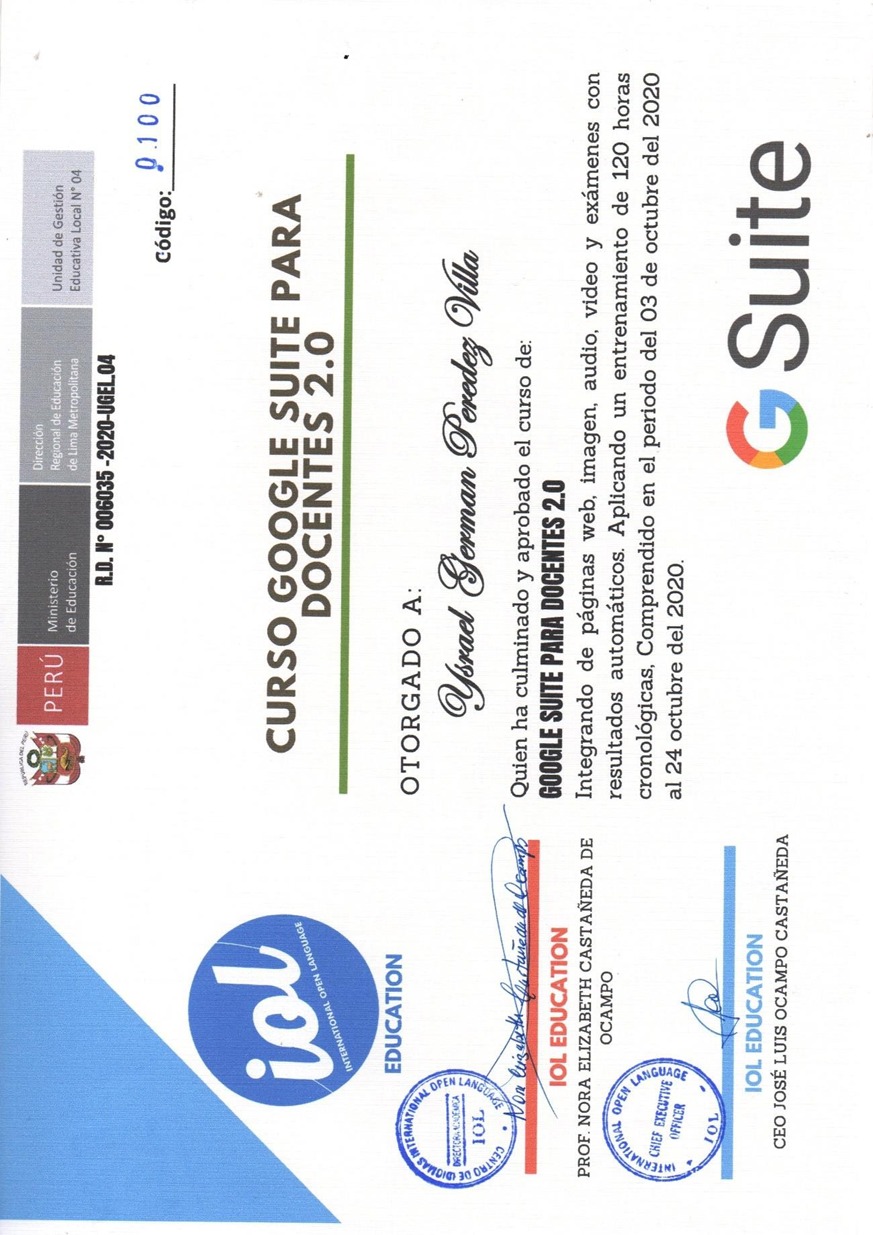 REPÚBLICA DEL PERÚ
PERÚ
Ministerio
de Educación
Dirección
Regional de Educación
de Lima Metropolitana
Unidad de Gestión
Educativa Local N° 04
R.D. N° 006035 -2020-UGEL.04
Código: 0.100
iol
INTERNATIONAL OPEN LANGUAGE
EDUCATION
CURSO GOOGLE SUITE PARA
DOCENTES 2.0
OTORGADO A:
Ysrael German Peredez Villa
Quien ha culminado y aprobado el curso de:
GOOGLE SUITE PARA DOCENTES 2.0
Integrando de páginas web, imagen, audio, video y exámenes con
resultados automáticos. Aplicando un entrenamiento de 120 horas
cronológicas, Comprendido en el periodo del 03 de octubre del 2020
al 24 octubre del 2020.
CENTRO DE IDIOMAS INTERNATIONAL OPEN LANGUAGE
DIRECTORA ACADÉMICA
IOL
Nora Elizabeth Castañeda de Ocampo
IOL EDUCATION
PROF. NORA ELIZABETH CASTAÑEDA DE
OCAMPO
INTERNATIONAL OPEN LANGUAGE
CHIEF EXECUTIVE
OFFICER
IOL
IOL EDUCATION
CEO JOSÉ LUIS OCAMPO CASTAÑEDA
G Suite